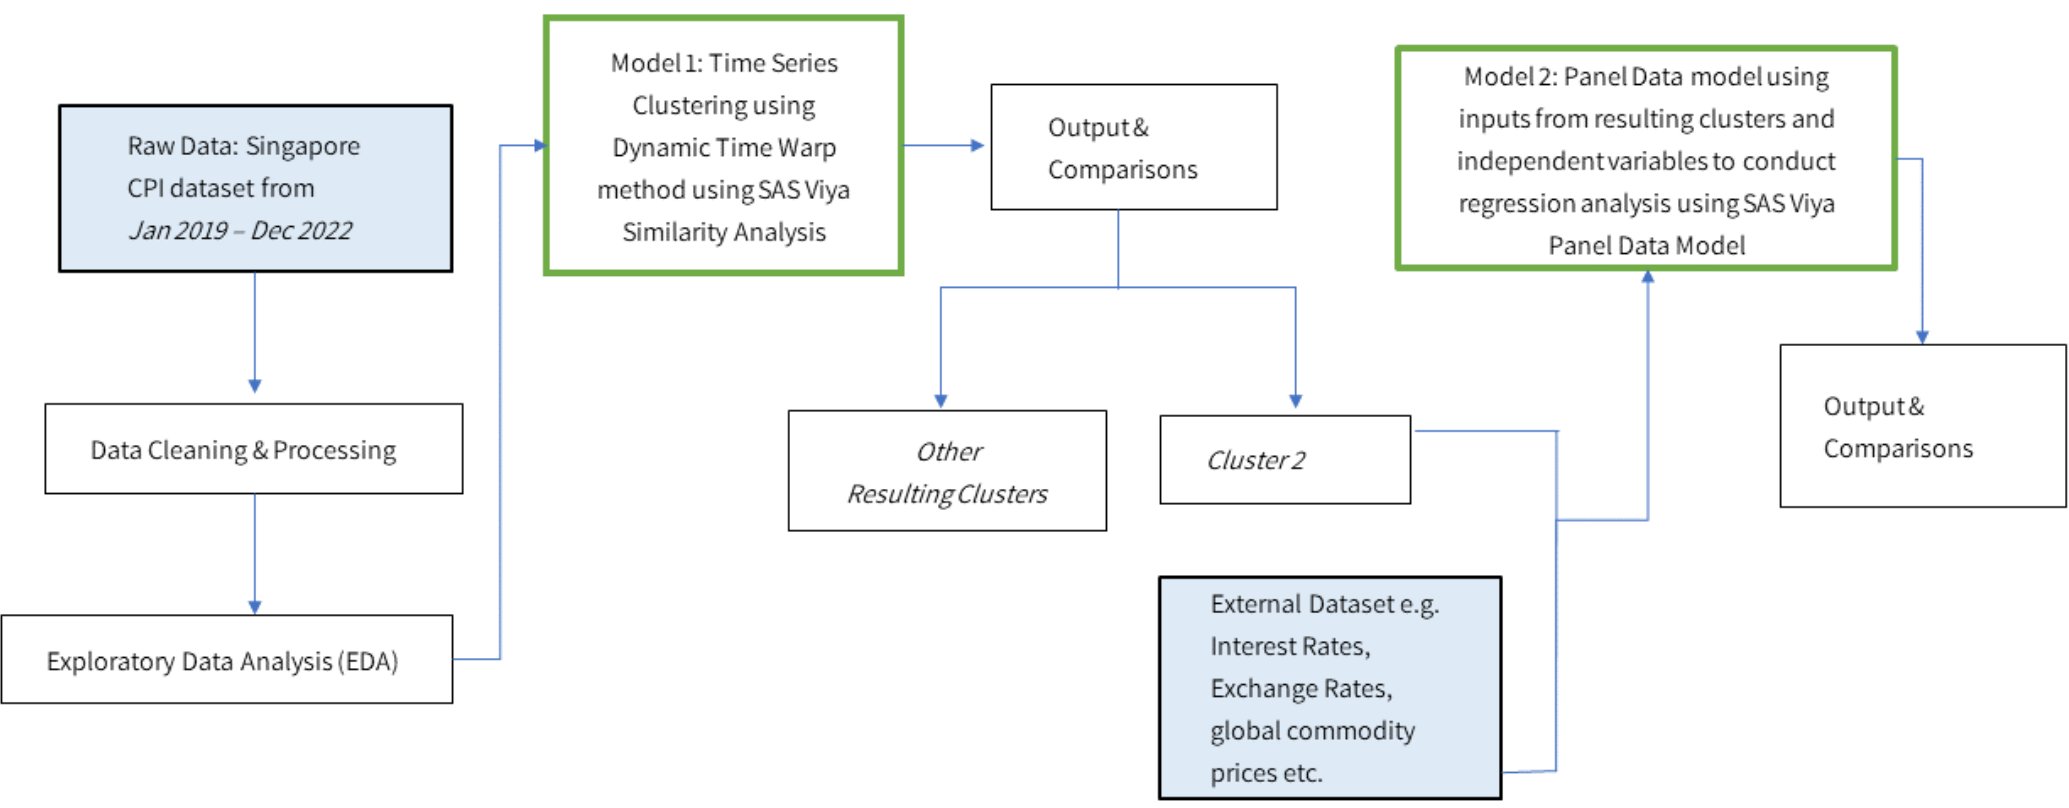 Raw Data: Singapore
CPI dataset from
Jan 2019 – Dec 2022
Data Cleaning & Processing
Exploratory Data Analysis (EDA)
Model 1: Time Series
Clustering using
Dynamic Time Warp
method using SAS Viya
Similarity Analysis
Output &
Comparisons
Other
Resulting Clusters
Cluster 2
External Dataset e.g.
Interest Rates,
Exchange Rates,
global commodity
prices etc.
Model 2: Panel Data model using
inputs from resulting clusters and
independent variables to conduct
regression analysis using SAS Viya
Panel Data Model
Output &
Comparisons